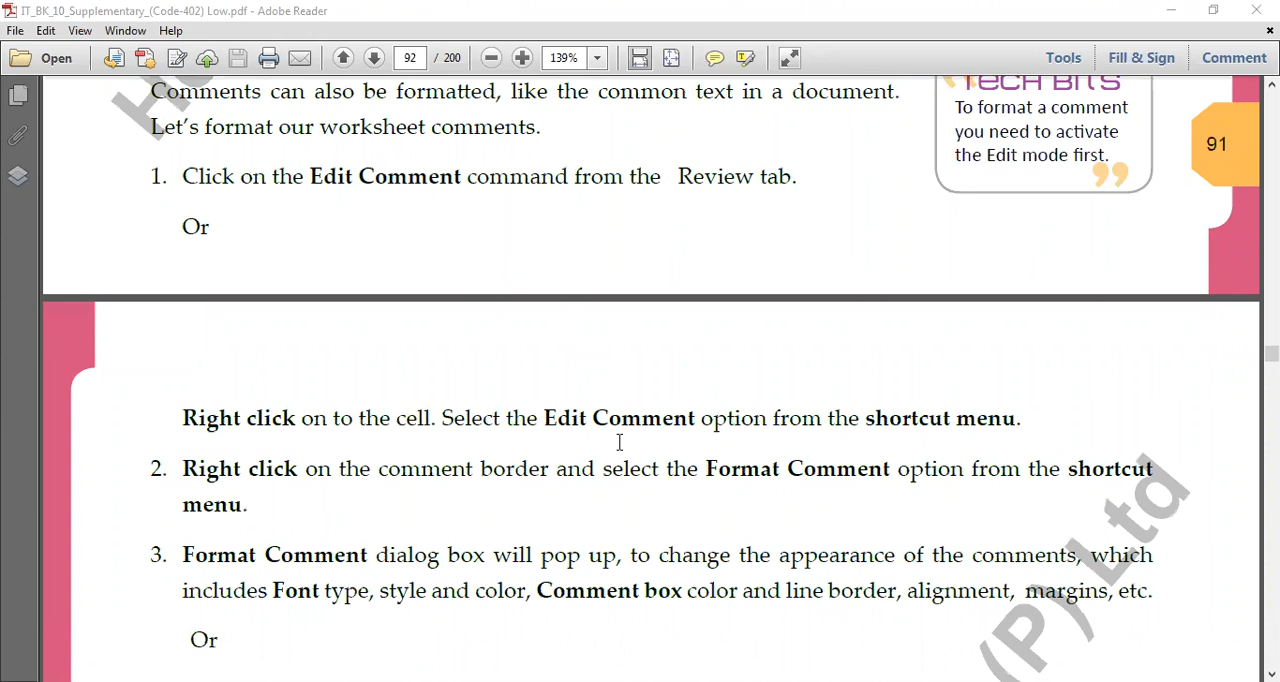 IT_BK_10_Supplementary_(Code-402) Low.pdf - Adobe Reader
File Edit View Window Help
Open 92 / 200 139% Tools Fill & Sign Comment
Comments can also be formatted, like the common text in a document.
Let's format our worksheet comments.
TECH BITS
To format a comment
you need to activate
the Edit mode first.
91
1. Click on the Edit Comment command from the Review tab.
Or
Right click on to the cell. Select the Edit Comment option from the shortcut menu.
2. Right click on the comment border and select the Format Comment option from the shortcut
menu.
3. Format Comment dialog box will pop up, to change the appearance of the comments, which
includes Font type, style and color, Comment box color and line border, alignment, margins, etc.
Or
(P) Ltd